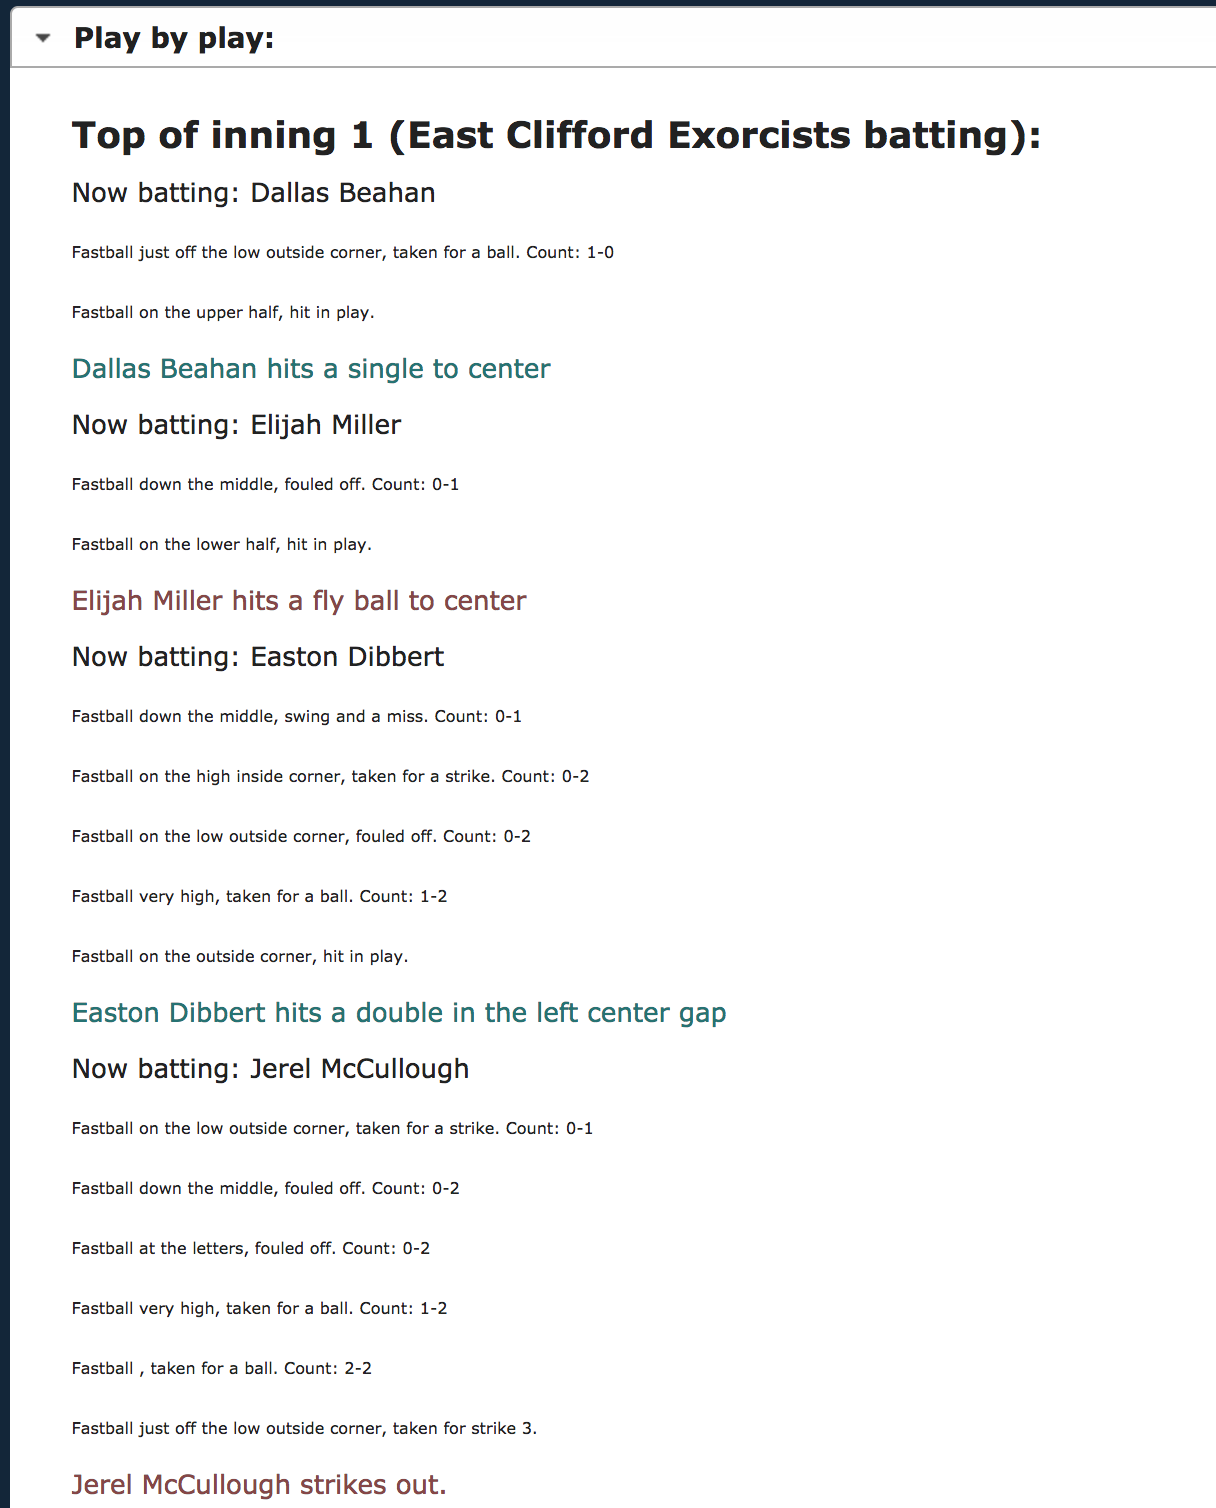 Play by play:
Top of inning 1 (East Clifford Exorcists batting):
Now batting: Dallas Beahan
Fastball just off the low outside corner, taken for a ball. Count: 1-0
Fastball on the upper half, hit in play.
Dallas Beahan hits a single to center
Now batting: Elijah Miller
Fastball down the middle, fouled off. Count: 0-1
Fastball on the lower half, hit in play.
Elijah Miller hits a fly ball to center
Now batting: Easton Dibbert
Fastball down the middle, swing and a miss. Count: 0-1
Fastball on the high inside corner, taken for a strike. Count: 0-2
Fastball on the low outside corner, fouled off. Count: 0-2
Fastball very high, taken for a ball. Count: 1-2
Fastball on the outside corner, hit in play.
Easton Dibbert hits a double in the left center gap
Now batting: Jerel McCullough
Fastball on the low outside corner, taken for a strike. Count: 0-1
Fastball down the middle, fouled off. Count: 0-2
Fastball at the letters, fouled off. Count: 0-2
Fastball very high, taken for a ball. Count: 1-2
Fastball , taken for a ball. Count: 2-2
Fastball just off the low outside corner, taken for strike 3.
Jerel McCullough strikes out.